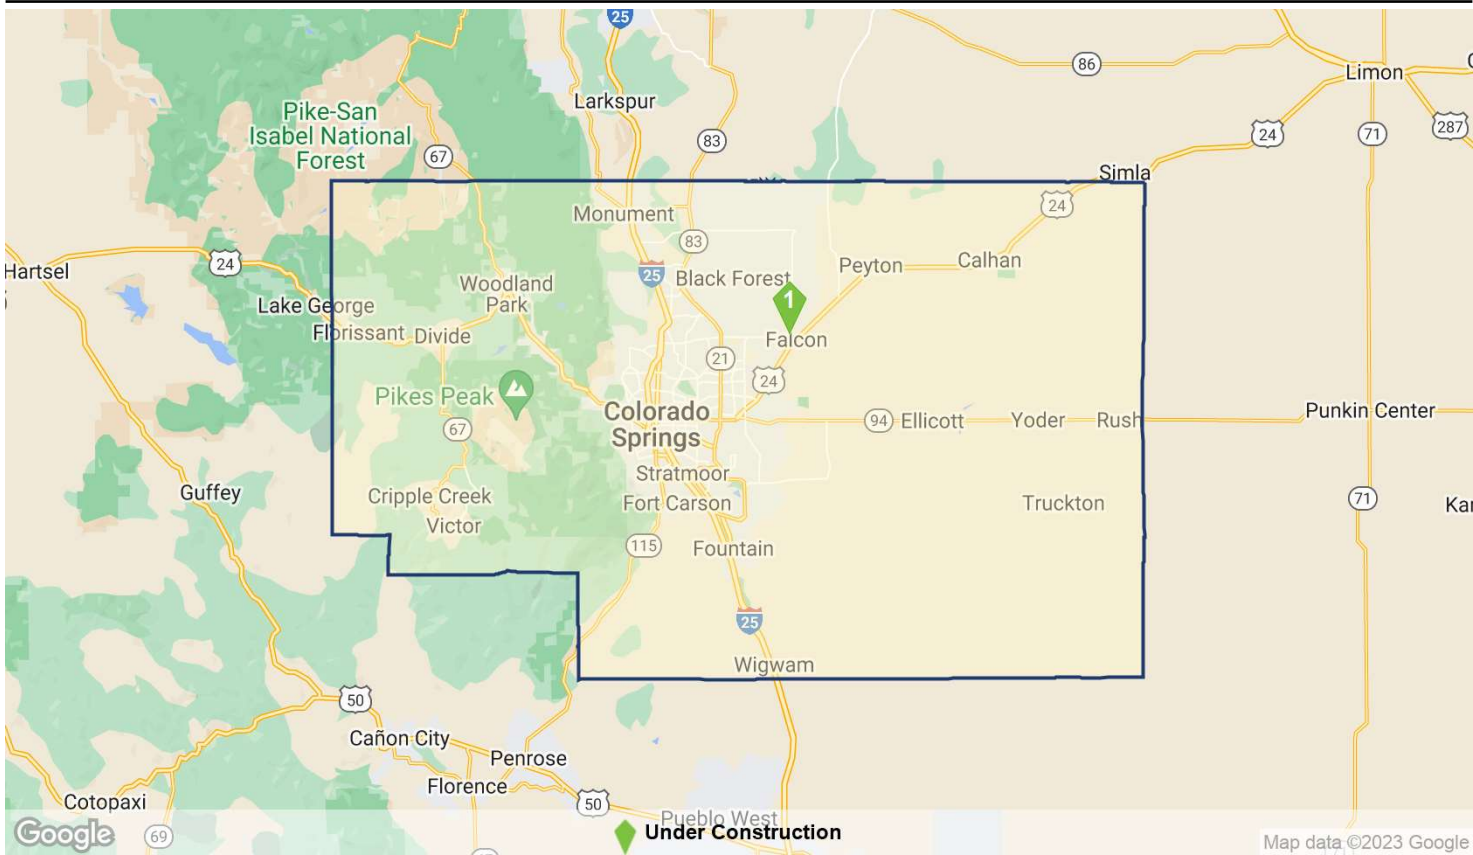 25
Larkspur
86
Limon
Pike-San
Isabel National
Forest
67
83
24
71
287
Simla
24
Monument
83
Hartsel
24
25
Black Forest
Peyton
Calhan
Woodland
Park
1
Lake George
Florissant
Divide
Falcon
21
24
Pikes Peak
67
Colorado
Springs
94
Ellicott
Yoder
Rush
Punkin Center
Stratmoor
Guffey
Cripple Creek
Victor
Fort Carson
Truckton
71
Kar
115
Fountain
25
Wigwam
50
Cañon City
Penrose
Florence
50
Cotopaxi
Pueblo West
Google
69
Under Construction
Map data ©2023 Google